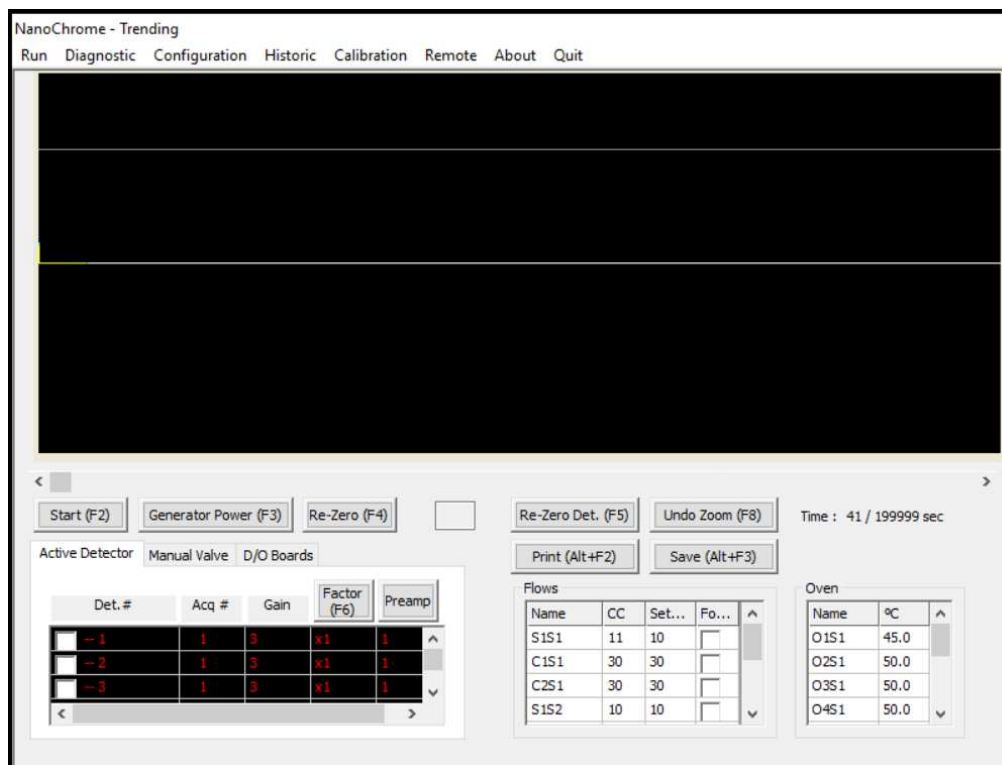 NanoChrome - Trending
Run Diagnostic Configuration Historic Calibration Remote About Quit
Start (F2) Generator Power (F3) Re-Zero (F4) Re-Zero Det. (F5) Undo Zoom (F8) Time : 41 / 199999 sec
Print (Alt+F2) Save (Alt+F3)
Active Detector Manual Valve D/O Boards
Det.# Acq # Gain Factor (F6) Preamp
-- 1 1 3 x1 1
-- 2 1 3 x1 1
-- 3 1 3 x1 1
Flows
Name CC Set... Fo...
S1S1 11 10
C1S1 30 30
C2S1 30 30
S1S2 10 10
Oven
Name ºC
O1S1 45.0
O2S1 50.0
O3S1 50.0
O4S1 50.0